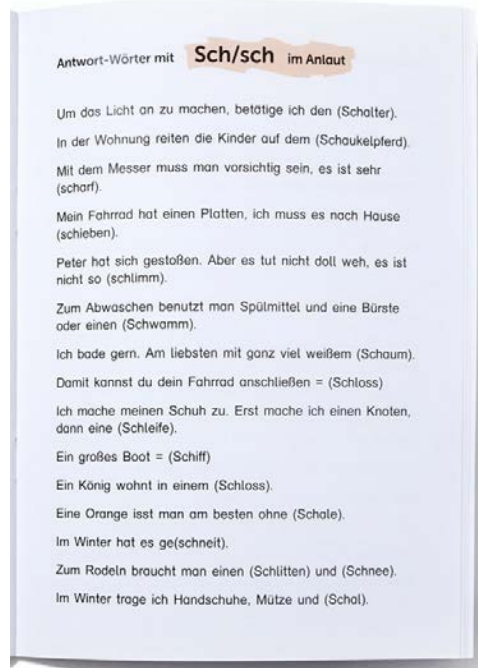 Antwort-Wörter mit Sch/sch im Anlaut
Um das Licht an zu machen, betätige ich den (Schalter).
In der Wohnung reiten die Kinder auf dem (Schaukelpferd).
Mit dem Messer muss man vorsichtig sein, es ist sehr
(scharf).
Mein Fahrrad hat einen Platten, ich muss es nach Hause
(schieben).
Peter hat sich gestoßen. Aber es tut nicht doll weh, es ist
nicht so (schlimm).
Zum Abwaschen benutzt man Spülmittel und eine Bürste
oder einen (Schwamm).
Ich bade gern. Am liebsten mit ganz viel weißem (Schaum).
Damit kannst du dein Fahrrad anschließen = (Schloss)
Ich mache meinen Schuh zu. Erst mache ich einen Knoten,
dann eine (Schleife).
Ein großes Boot = (Schiff)
Ein König wohnt in einem (Schloss).
Eine Orange isst man am besten ohne (Schale).
Im Winter hat es ge(schneit).
Zum Rodeln braucht man einen (Schlitten) und (Schnee).
Im Winter trage ich Handschuhe, Mütze und (Schal).